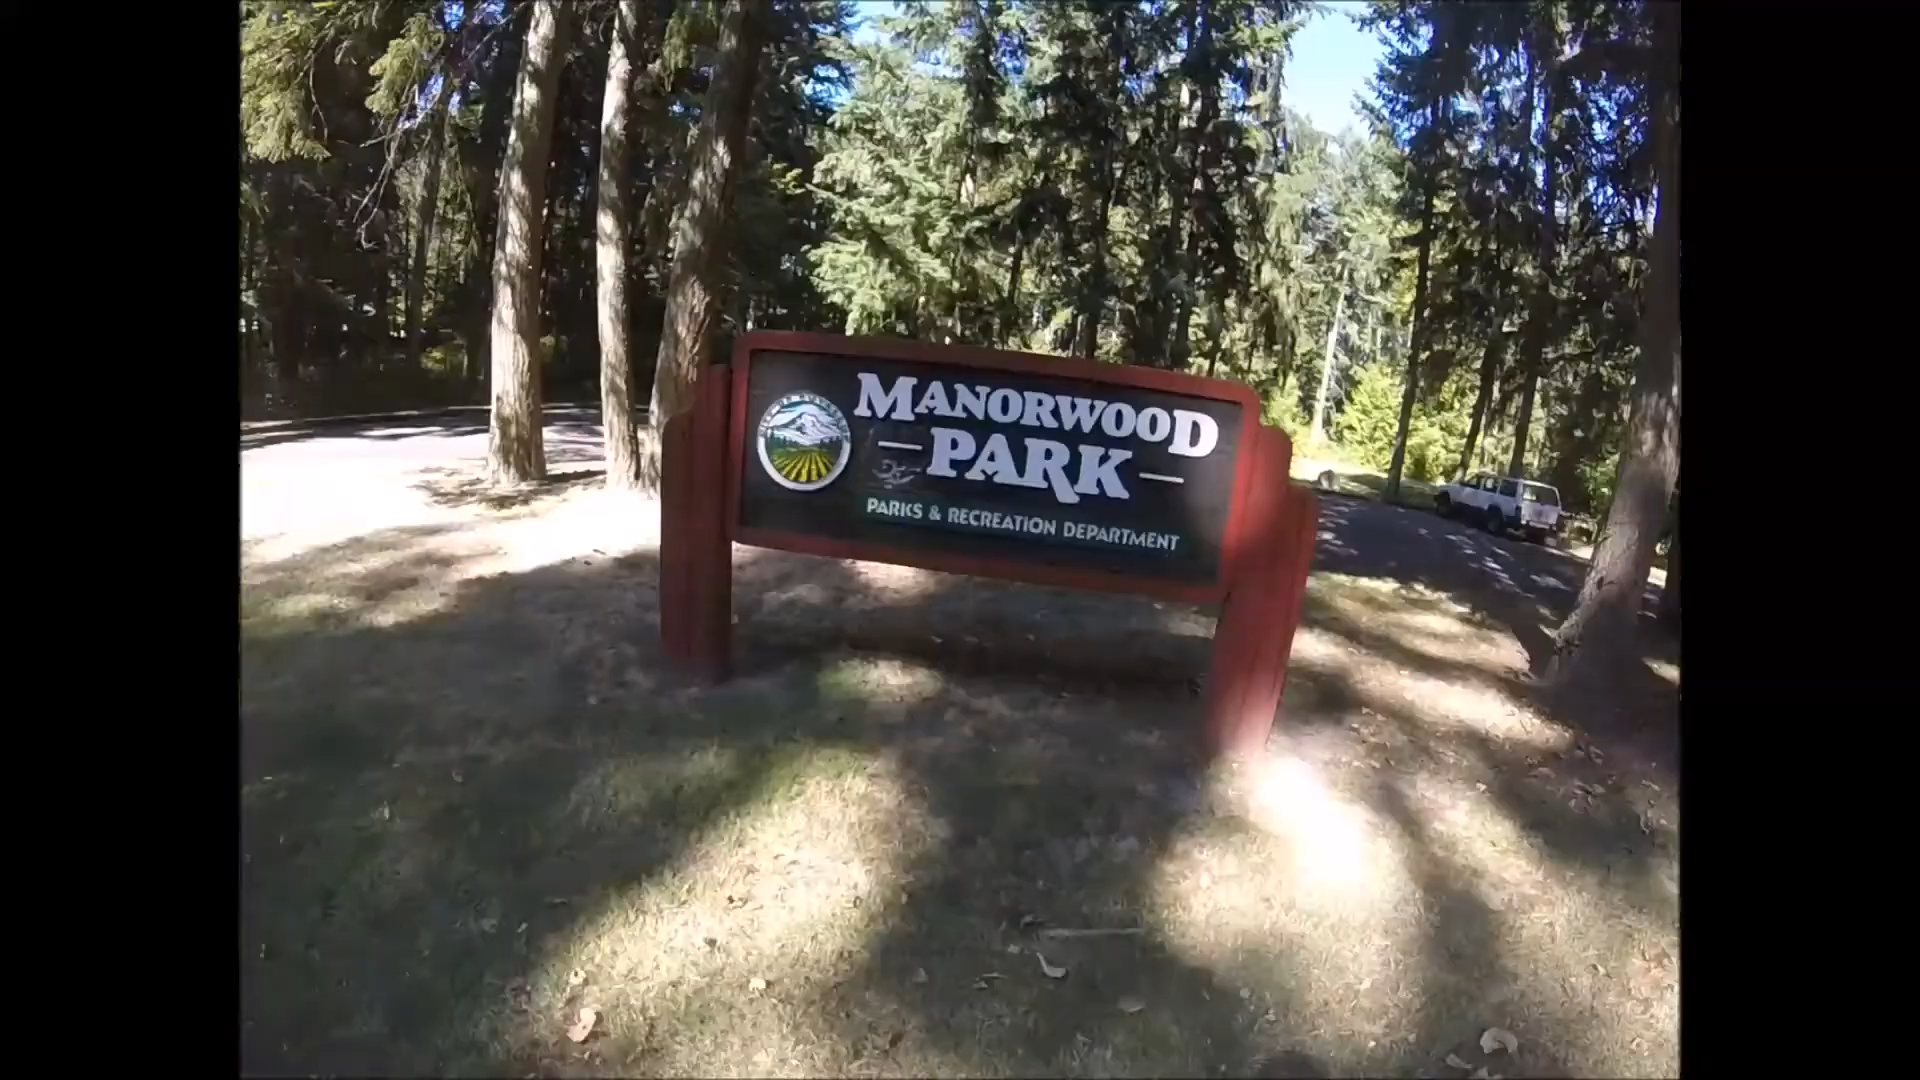 MANORWOOD
—PARK—
PARKS & RECREATION DEPARTMENT